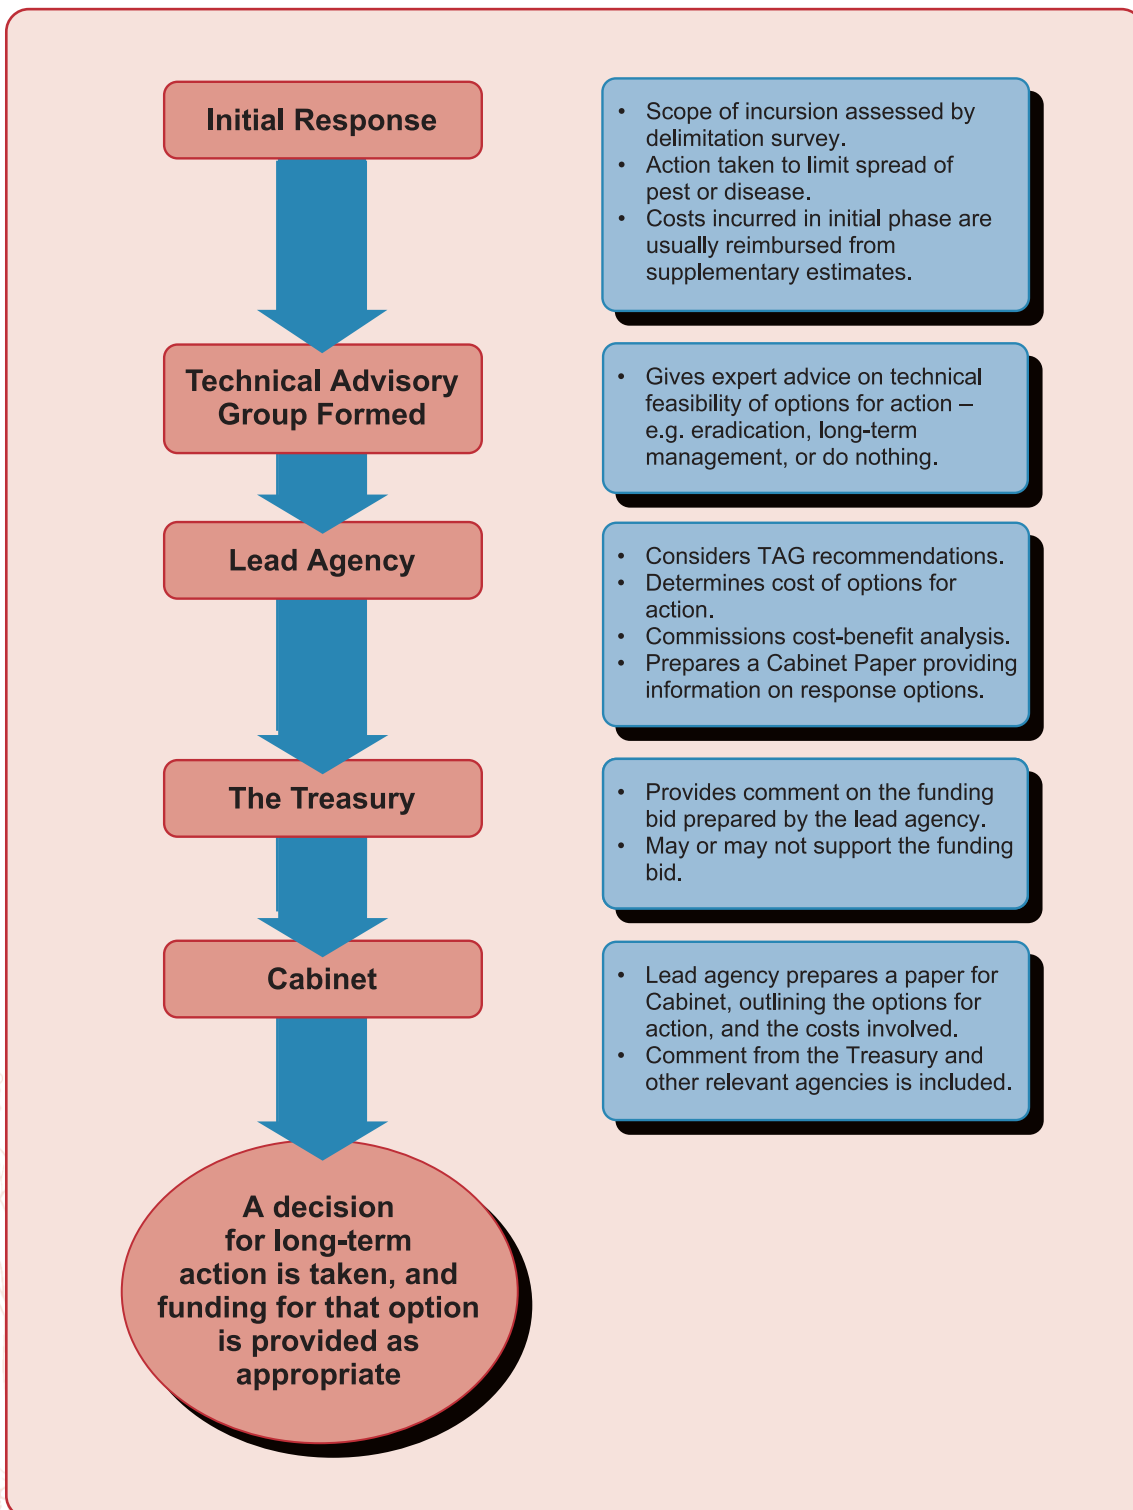 Initial Response
• Scope of incursion assessed by
delimitation survey.
• Action taken to limit spread of
pest or disease.
• Costs incurred in initial phase are
usually reimbursed from
supplementary estimates.
Technical Advisory
Group Formed
• Gives expert advice on technical
feasibility of options for action –
e.g. eradication, long-term
management, or do nothing.
Lead Agency
• Considers TAG recommendations.
• Determines cost of options for
action.
• Commissions cost-benefit analysis.
• Prepares a Cabinet Paper providing
information on response options.
The Treasury
• Provides comment on the funding
bid prepared by the lead agency.
• May or may not support the funding
bid.
Cabinet
• Lead agency prepares a paper for
Cabinet, outlining the options for
action, and the costs involved.
• Comment from the Treasury and
other relevant agencies is included.
A decision
for long-term
action is taken, and
funding for that option
is provided as
appropriate